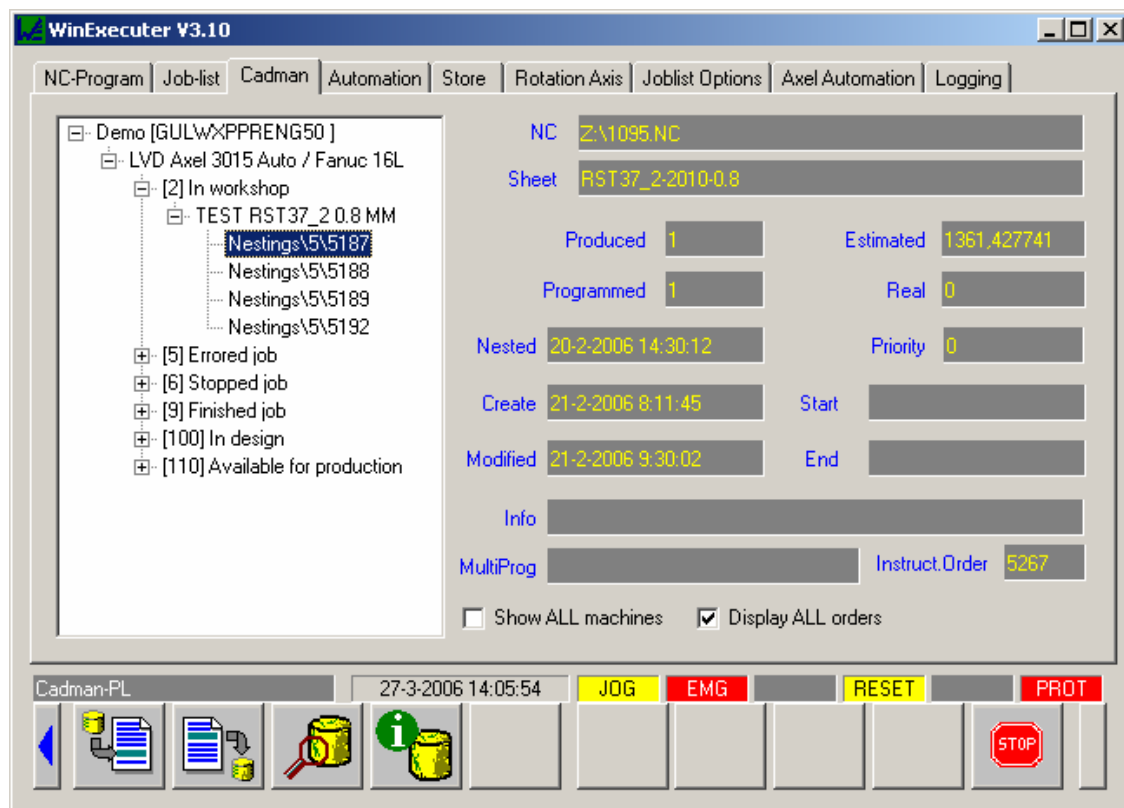 WinExecuter V3.10
NC-Program Job-list Cadman Automation Store Rotation Axis Joblist Options Axel Automation Logging
Demo [GULWXPPRENG50 ]
LVD Axel 3015 Auto / Fanuc 16L
[2] In workshop
TEST RST37_2 0.8 MM
Nestings\5\5187
Nestings\5\5188
Nestings\5\5189
Nestings\5\5192
[5] Errored job
[6] Stopped job
[9] Finished job
[100] In design
[110] Available for production
NC Z:\1095.NC
Sheet RST37_2-2010-0.8
Produced 1 Estimated 1361,427741
Programmed 1 Real 0
Nested 20-2-2006 14:30:12 Priority 0
Create 21-2-2006 8:11:45 Start
Modified 21-2-2006 9:30:02 End
Info
MultiProg Instruct.Order 5267
Show ALL machines Display ALL orders
Cadman-PL 27-3-2006 14:05:54 JOG EMG RESET PROT
STOP